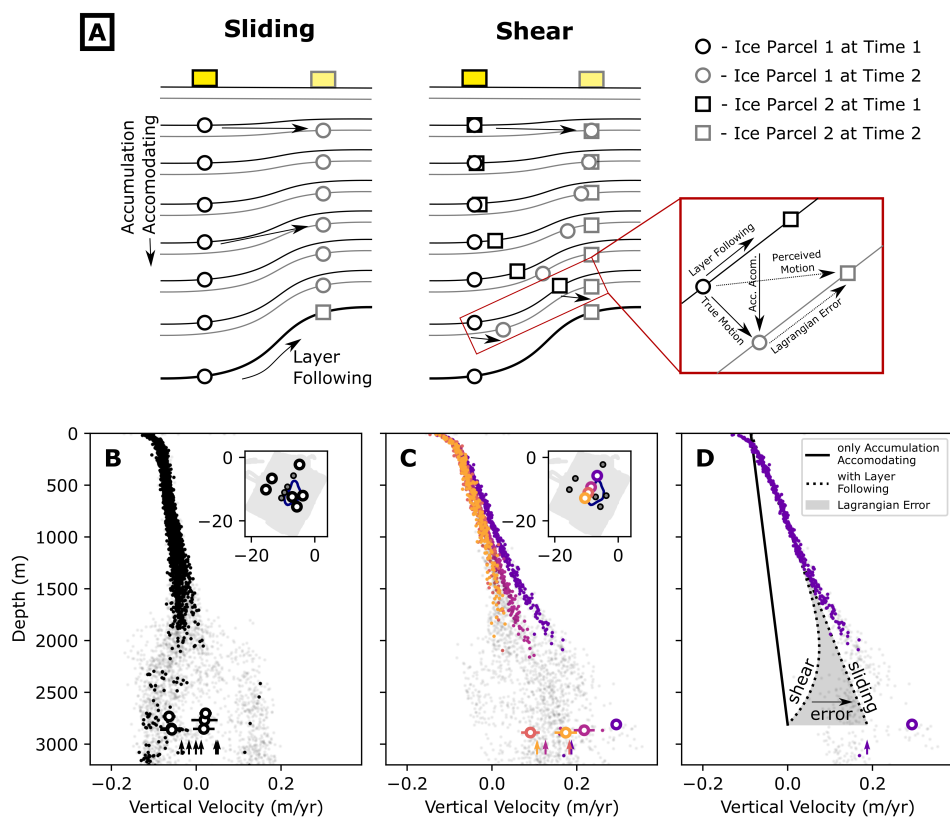 A
Sliding
Shear
- Ice Parcel 1 at Time 1
- Ice Parcel 1 at Time 2
- Ice Parcel 2 at Time 1
- Ice Parcel 2 at Time 2
Accumulation
Accomodating
Layer
Following
Layer Following
Perceived
Motion
Acc. Acom.
True Motion
Lagrangian Error
B
C
D
0
500
1000
1500
2000
2500
3000
Depth (m)
0
−20
−20
0
0
−20
−20
0
only Accumulation
Accomodating
with Layer
Following
Lagrangian Error
shear
sliding
error
−0.2
0.0
0.2
−0.2
0.0
0.2
−0.2
0.0
0.2
Vertical Velocity (m/yr)
Vertical Velocity (m/yr)
Vertical Velocity (m/yr)